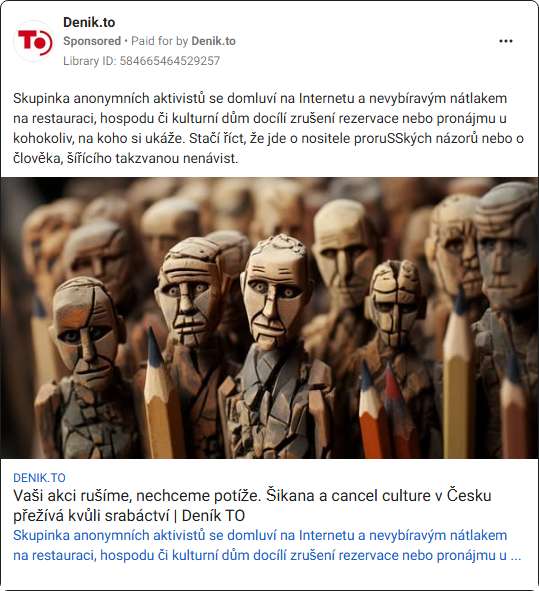 Denik.to
Sponsored • Paid for by Denik.to
Library ID: 584665464529257
TO
Skupinka anonymních aktivistů se domluví na Internetu a nevybíravým nátlakem
na restauraci, hospodu či kulturní dům docílí zrušení rezervace nebo pronájmu u
kohokoliv, na koho si ukáže. Stačí říct, že jde o nositele proruSSkých názorů nebo o
člověka, šířícího takzvanou nenávist.
DENIK.TO
Vaši akci rušíme, nechceme potíže. Šikana a cancel culture v Česku
přežívá kvůli srabáctví | Deník TO
Skupinka anonymních aktivistů se domluví na Internetu a nevybíravým nátlakem
na restauraci, hospodu či kulturní dům docílí zrušení rezervace nebo pronájmu u ...